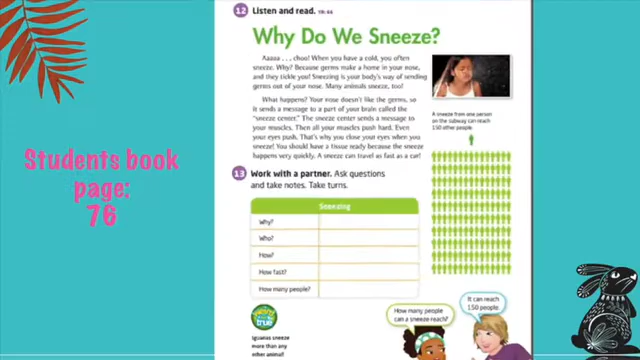 Students book
page:
76
12 Listen and read. TR: 44
Why Do We Sneeze?
Aaaaa . . . choo! When you have a cold, you often
sneeze. Why? Because germs make a home in your nose,
and they tickle you! Sneezing is your body's way of sending
germs out of your nose. Many animals sneeze, too!
What happens? Your nose doesn't like the germs, so
it sends a message to a part of your brain called the
"sneeze center." The sneeze center sends a message to
your muscles. Then all your muscles push hard. Even
your eyes push. That's why you close your eyes when you
sneeze! You should have a tissue ready because the sneeze
happens very quickly. A sneeze can travel as fast as a car!
A sneeze from one person
on the subway can reach
150 other people.
13 Work with a partner. Ask questions
and take notes. Take turns.
Sneezing
Why?
Who?
How?
How fast?
How many people?
weird
but
true
Iguanas sneeze
more than any
other animal!
How many people
can a sneeze reach?
It can reach
150 people.